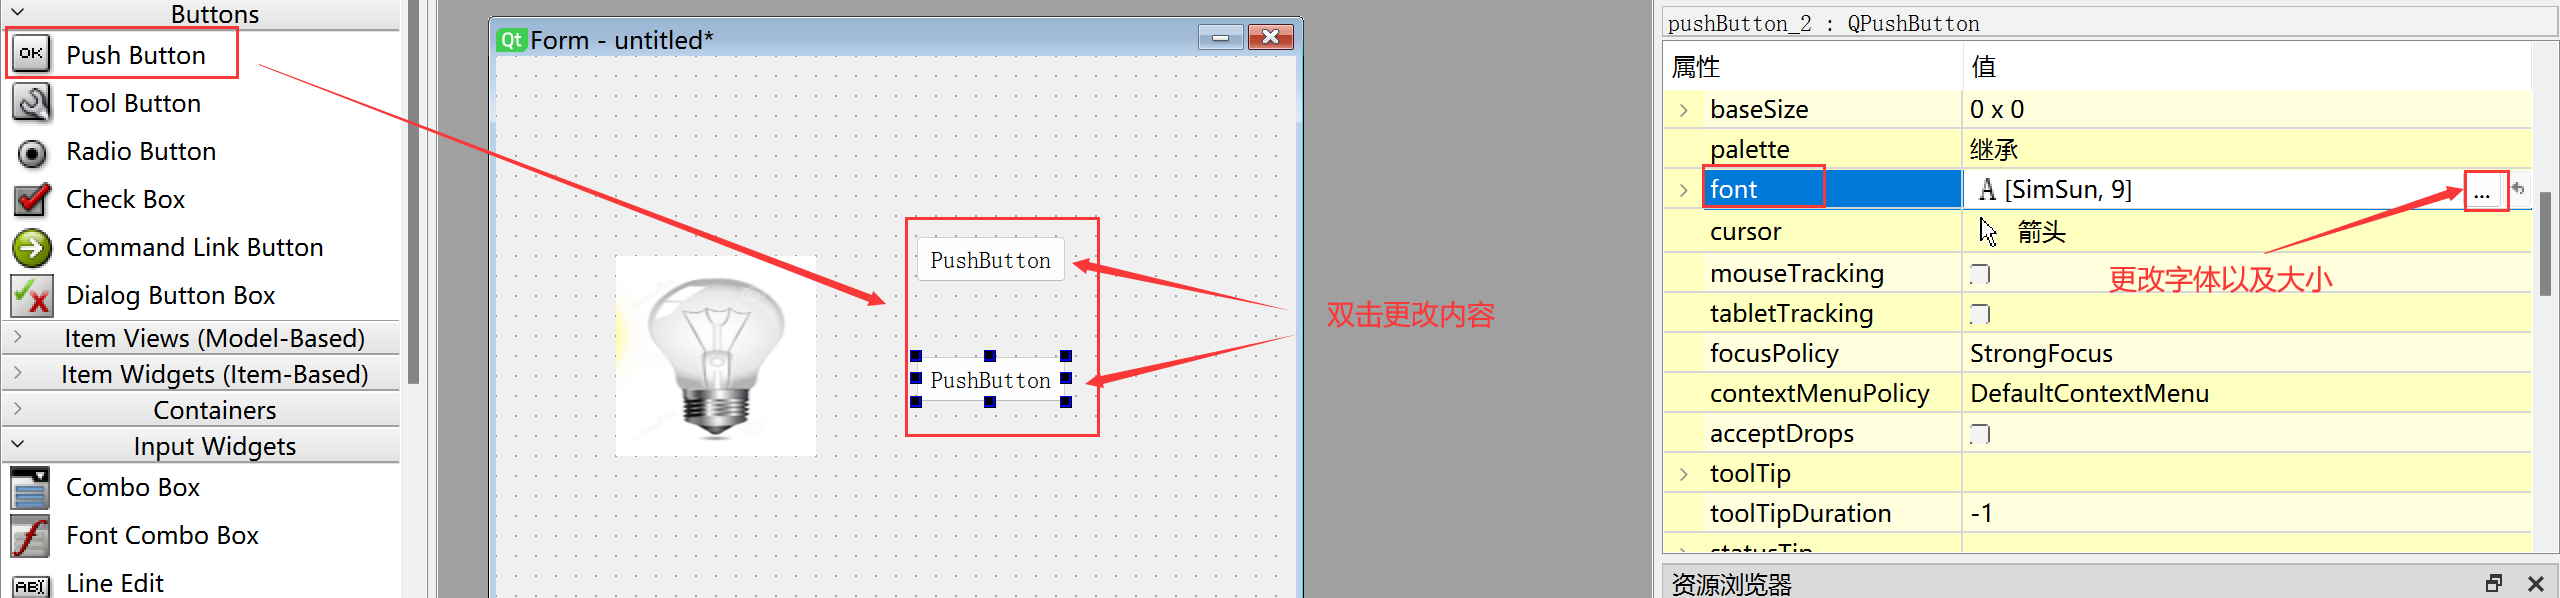 Buttons
OK
Push Button
Tool Button
Radio Button
Check Box
Command Link Button
Dialog Button Box
Item Views (Model-Based)
Item Widgets (Item-Based)
Containers
Input Widgets
Combo Box
Font Combo Box
ABI
Line Edit
Qt Form - untitled*
PushButton
PushButton
双击更改内容
pushButton_2 : QPushButton
属性 值
baseSize 0 x 0
palette 继承
font A [SimSun, 9] ...
cursor 箭头
mouseTracking
更改字体以及大小
tabletTracking
focusPolicy StrongFocus
contextMenuPolicy DefaultContextMenu
acceptDrops
toolTip
toolTipDuration -1
statusTip
资源浏览器